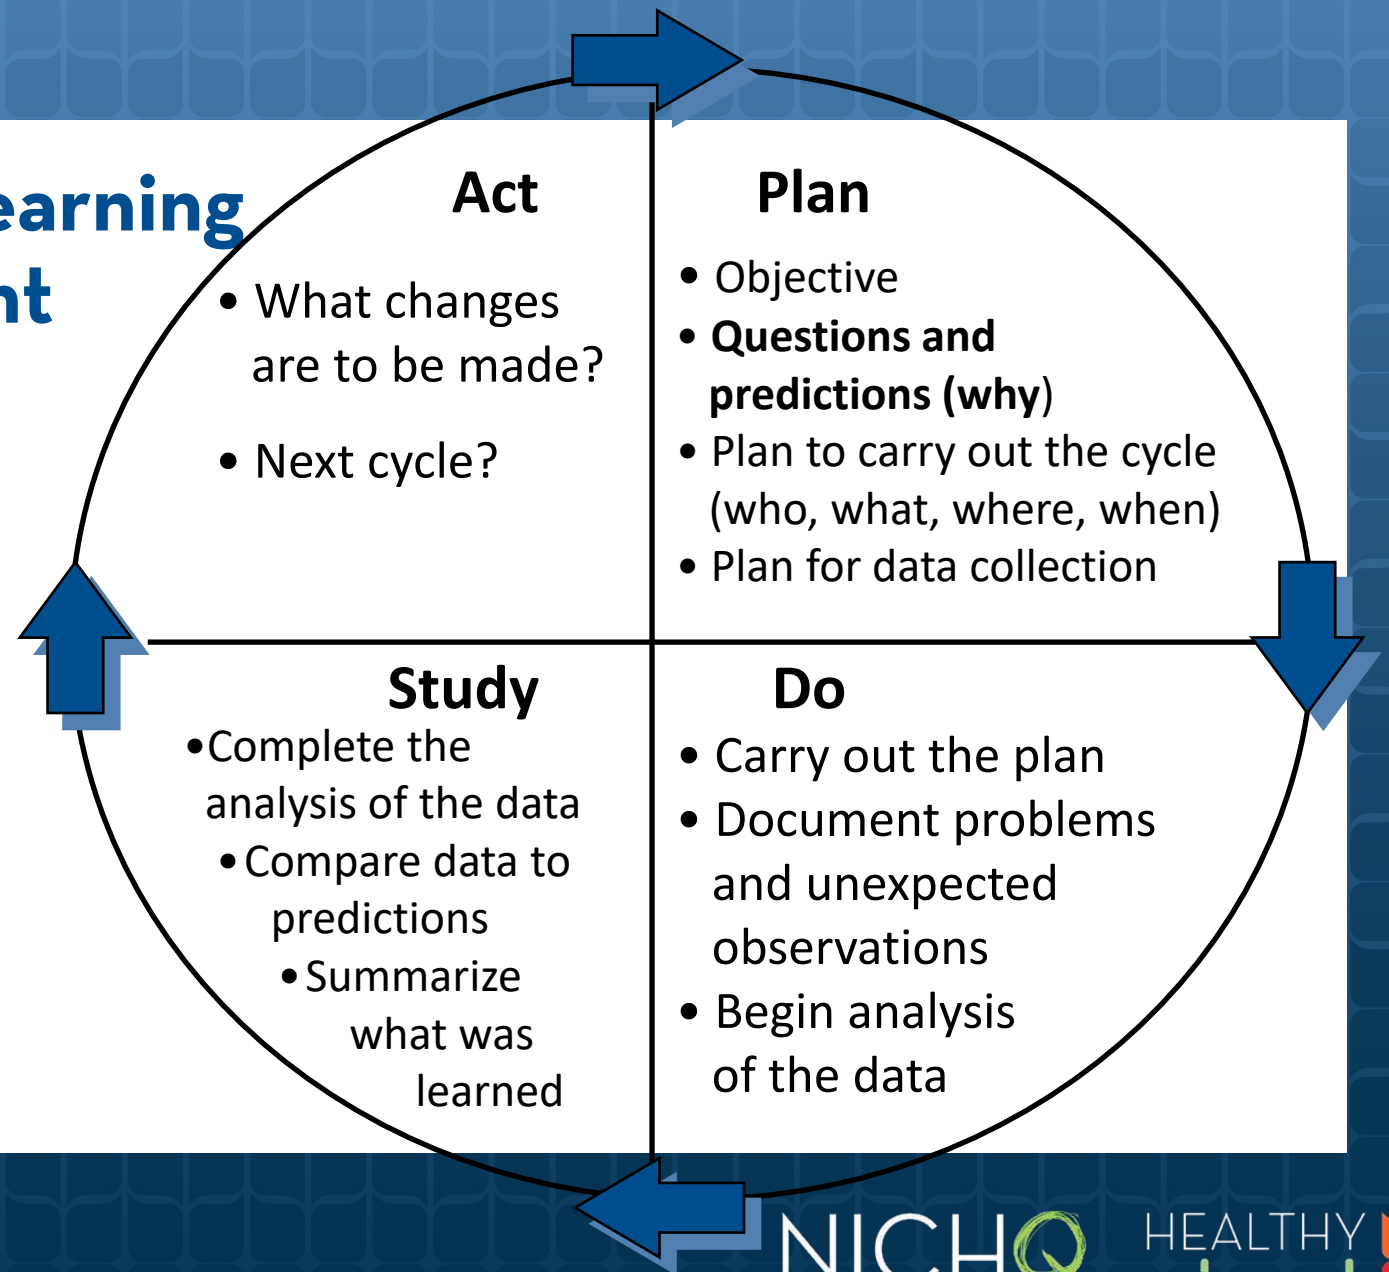 earning
nt
Act
• What changes
are to be made?
• Next cycle?
Plan
• Objective
• Questions and
predictions (why)
• Plan to carry out the cycle
(who, what, where, when)
• Plan for data collection
Study
•Complete the
analysis of the data
•Compare data to
predictions
•Summarize
what was
learned
Do
• Carry out the plan
• Document problems
and unexpected
observations
• Begin analysis
of the data
NICHQ
HEALTHY